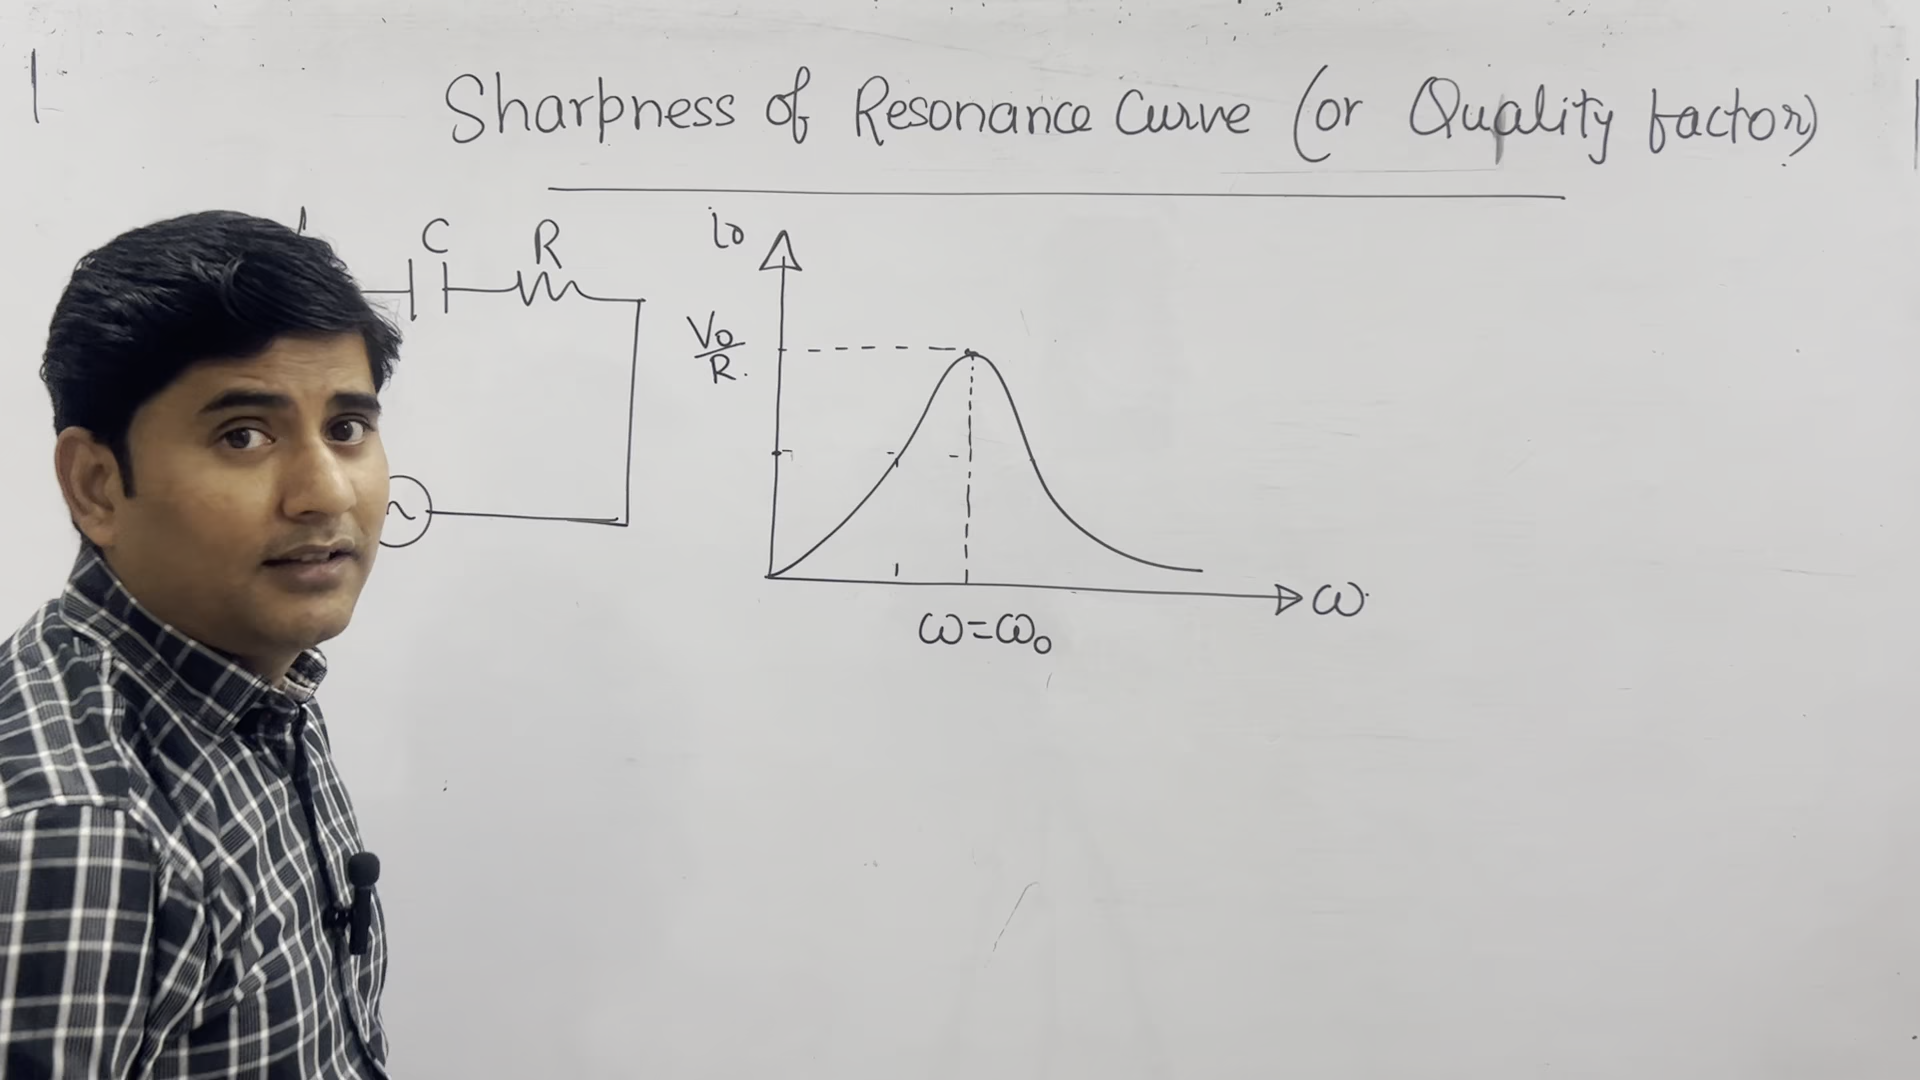 Sharpness of Resonance Curve (or Quality factor)
C
R
i₀
V₀/R.
ω
ω=ω₀